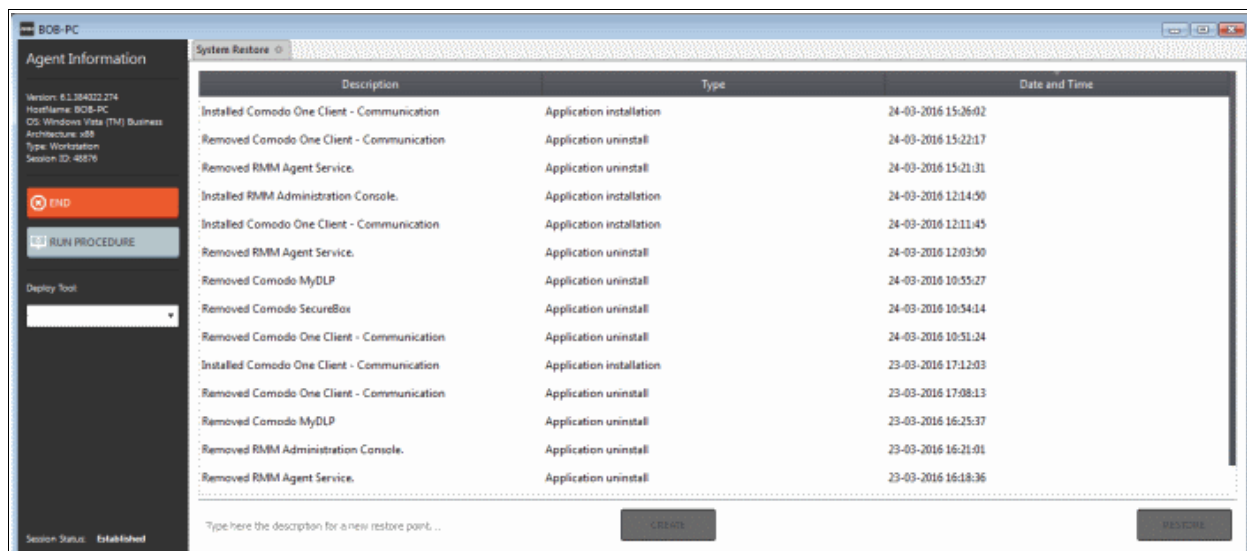 BOB-PC
Agent Information
Version: 6.1.384022.274
HostName: BOB-PC
OS: Windows Vista (TM) Business
Architecture: x86
Type: Workstation
Session ID: 48876
END
RUN PROCEDURE
Deploy Tool:
Session Status: Established
System Restore
Description Type Date and Time
Installed Comodo One Client - Communication Application installation 24-03-2016 15:26:02
Removed Comodo One Client - Communication Application uninstall 24-03-2016 15:22:17
Removed RMM Agent Service. Application uninstall 24-03-2016 15:21:31
Installed RMM Administration Console. Application installation 24-03-2016 12:14:50
Installed Comodo One Client - Communication Application installation 24-03-2016 12:11:45
Removed RMM Agent Service. Application uninstall 24-03-2016 12:03:50
Removed Comodo MyDLP Application uninstall 24-03-2016 10:55:27
Removed Comodo SecureBox Application uninstall 24-03-2016 10:54:14
Removed Comodo One Client - Communication Application uninstall 24-03-2016 10:51:24
Installed Comodo One Client - Communication Application installation 23-03-2016 17:12:03
Removed Comodo One Client - Communication Application uninstall 23-03-2016 17:08:13
Removed Comodo MyDLP Application uninstall 23-03-2016 16:25:37
Removed RMM Administration Console. Application uninstall 23-03-2016 16:21:01
Removed RMM Agent Service. Application uninstall 23-03-2016 16:18:36
Type here the description for a new restore point. ..
CREATE
RESTORE